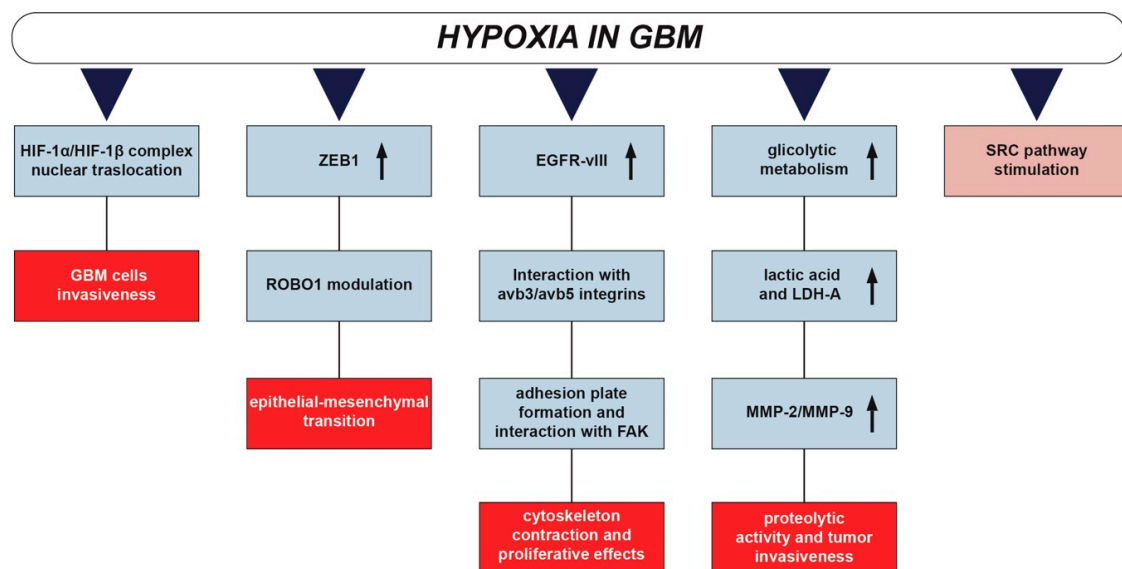 HYPOXIA IN GBM
HIF-1α/HIF-1β complex
nuclear traslocation
GBM cells
invasiveness
ZEB1
ROBO1 modulation
epithelial-mesenchymal
transition
EGFR-vIII
Interaction with
avb3/avb5 integrins
adhesion plate
formation and
interaction with FAK
cytoskeleton
contraction and
proliferative effects
glicolytic
metabolism
lactic acid
and LDH-A
MMP-2/MMP-9
proteolytic
activity and tumor
invasiveness
SRC pathway
stimulation